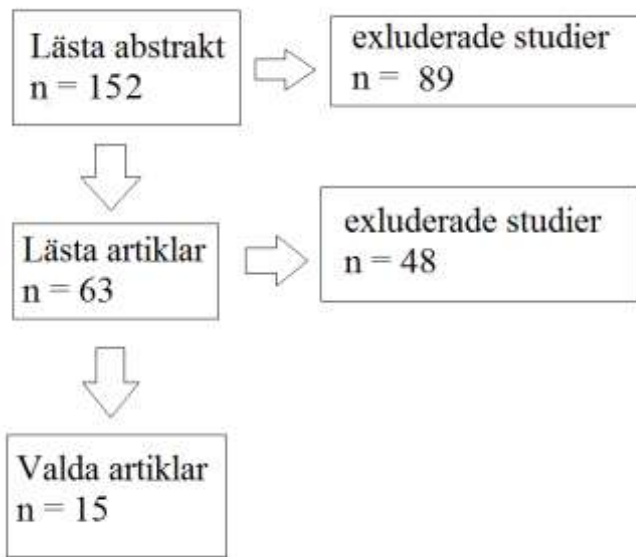 Lästa abstrakt
n = 152
exluderade studier
n = 89
Lästa artiklar
n = 63
exluderade studier
n = 48
Valda artiklar
n = 15